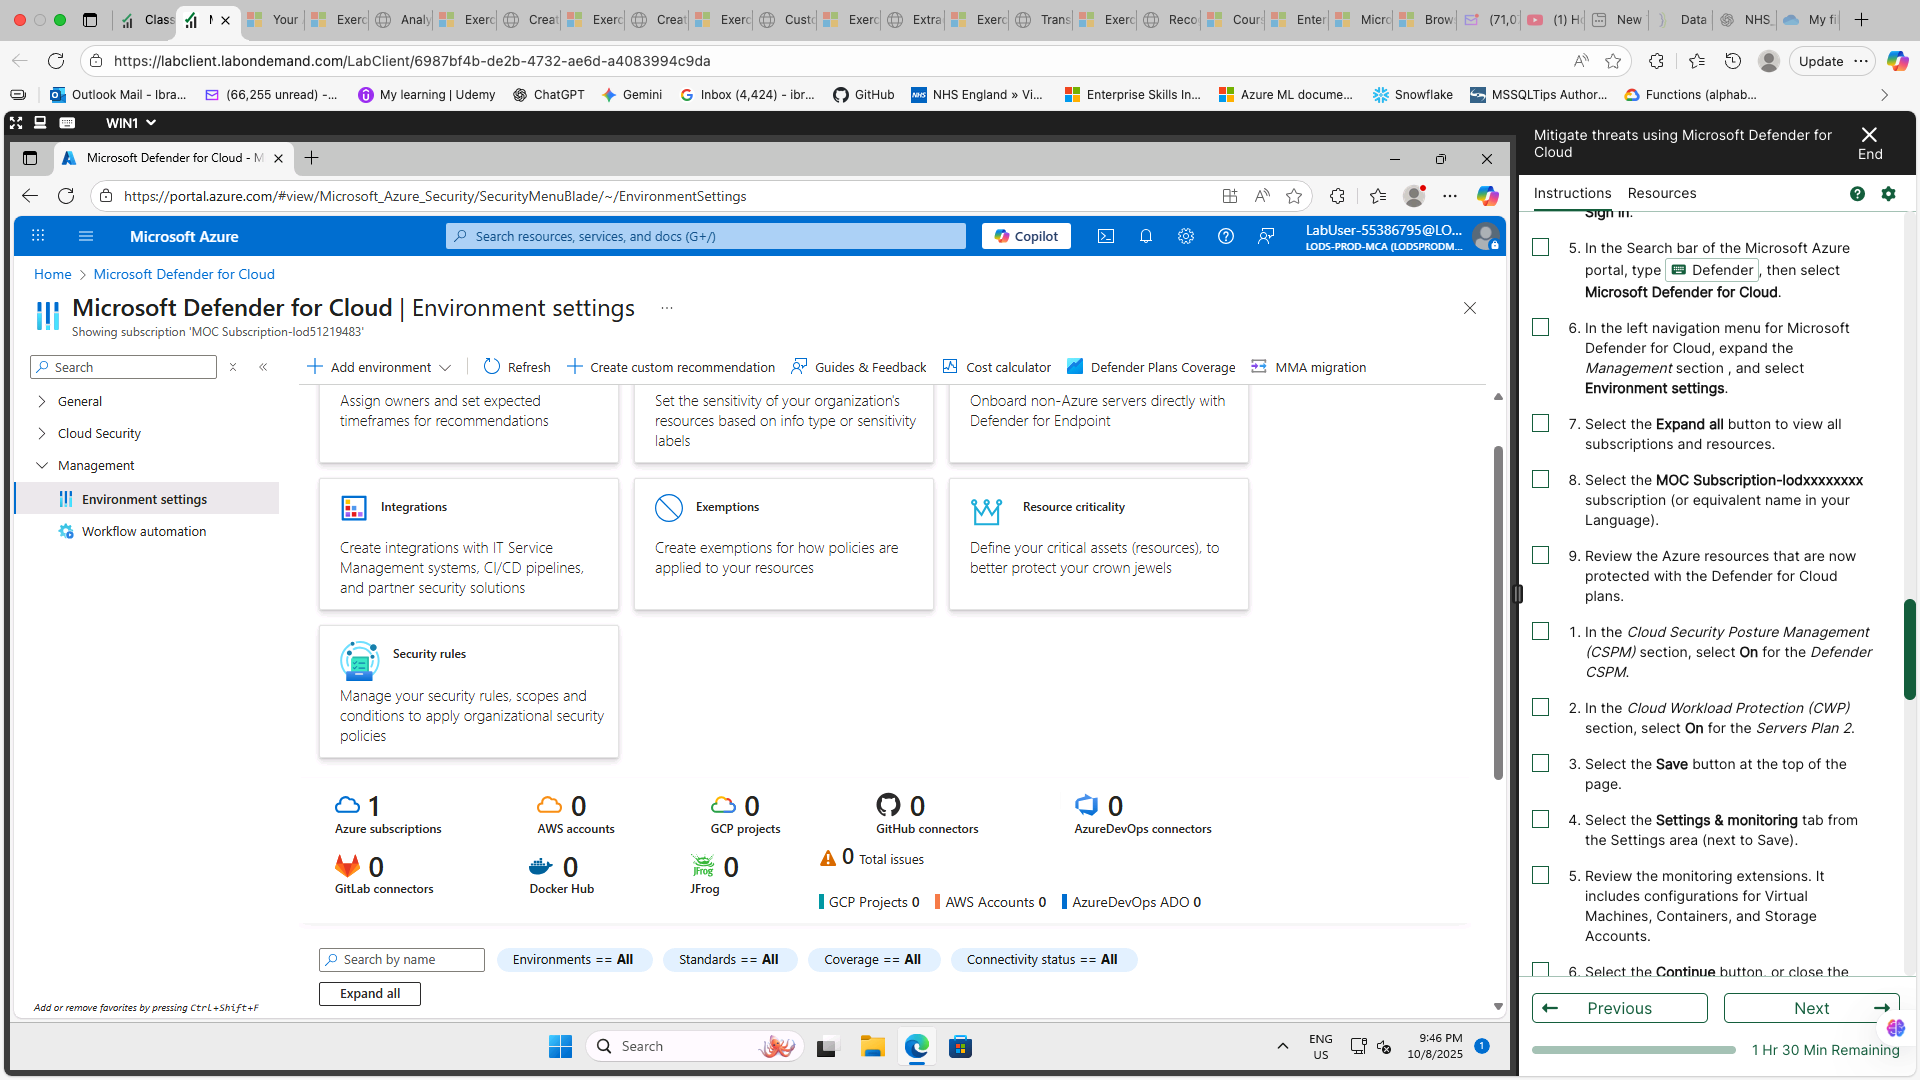 Class
M
Your
Exerc
Analy
Exerc
Creat
Exerc
Creat
Exerc
Custo
Exerc
Extra
Exerc
Trans
Exerc
Reco
Cour
Enter
Micro
Brow
(71,0
(1) Ho
New
Data
NHS_
My fi
https://labclient.labondemand.com/LabClient/6987bf4b-de2b-4732-ae6d-a4083994c9da
Update
Outlook Mail - Ibra...
(66,255 unread) -...
My learning | Udemy
ChatGPT
Gemini
Inbox (4,424) - ibr...
GitHub
NHS England » Vi...
Enterprise Skills In...
Azure ML docume...
Snowflake
MSSQLTips Author...
Functions (alphab...
WIN1
Microsoft Defender for Cloud - M
https://portal.azure.com/#view/Microsoft_Azure_Security/SecurityMenuBlade/~/EnvironmentSettings
Microsoft Azure
Search resources, services, and docs (G+/)
Copilot
LabUser-55386795@LO...
LODS-PROD-MCA (LODSPRODM...
Home > Microsoft Defender for Cloud
Microsoft Defender for Cloud | Environment settings
Showing subscription 'MOC Subscription-lod51219483'
Search
General
Cloud Security
Management
Environment settings
Workflow automation
Add or remove favorites by pressing Ctrl+Shift+F
Add environment
Refresh
Create custom recommendation
Guides & Feedback
Cost calculator
Defender Plans Coverage
MMA migration
Assign owners and set expected
timeframes for recommendations
Set the sensitivity of your organization's
resources based on info type or sensitivity
labels
Onboard non-Azure servers directly with
Defender for Endpoint
Integrations
Create integrations with IT Service
Management systems, CI/CD pipelines,
and partner security solutions
Exemptions
Create exemptions for how policies are
applied to your resources
Resource criticality
Define your critical assets (resources), to
better protect your crown jewels
Security rules
Manage your security rules, scopes and
conditions to apply organizational security
policies
1
Azure subscriptions
0
AWS accounts
0
GCP projects
0
GitHub connectors
0
AzureDevOps connectors
0
GitLab connectors
0
Docker Hub
JFrog
0
JFrog
0 Total issues
GCP Projects 0
AWS Accounts 0
AzureDevOps ADO 0
Search by name
Environments == All
Standards == All
Coverage == All
Connectivity status == All
Expand all
Search
ENG
US
9:46 PM
10/8/2025
1
Mitigate threats using Microsoft Defender for
Cloud
End
Instructions
Resources
Sign in.
5. In the Search bar of the Microsoft Azure
portal, type Defender , then select
Microsoft Defender for Cloud.
6. In the left navigation menu for Microsoft
Defender for Cloud, expand the
Management section , and select
Environment settings.
7. Select the Expand all button to view all
subscriptions and resources.
8. Select the MOC Subscription-lodxxxxxxxx
subscription (or equivalent name in your
Language).
9. Review the Azure resources that are now
protected with the Defender for Cloud
plans.
1. In the Cloud Security Posture Management
(CSPM) section, select On for the Defender
CSPM.
2. In the Cloud Workload Protection (CWP)
section, select On for the Servers Plan 2.
3. Select the Save button at the top of the
page.
4. Select the Settings & monitoring tab from
the Settings area (next to Save).
5. Review the monitoring extensions. It
includes configurations for Virtual
Machines, Containers, and Storage
Accounts.
6. Select the Continue button, or close the
Previous
Next
1 Hr 30 Min Remaining